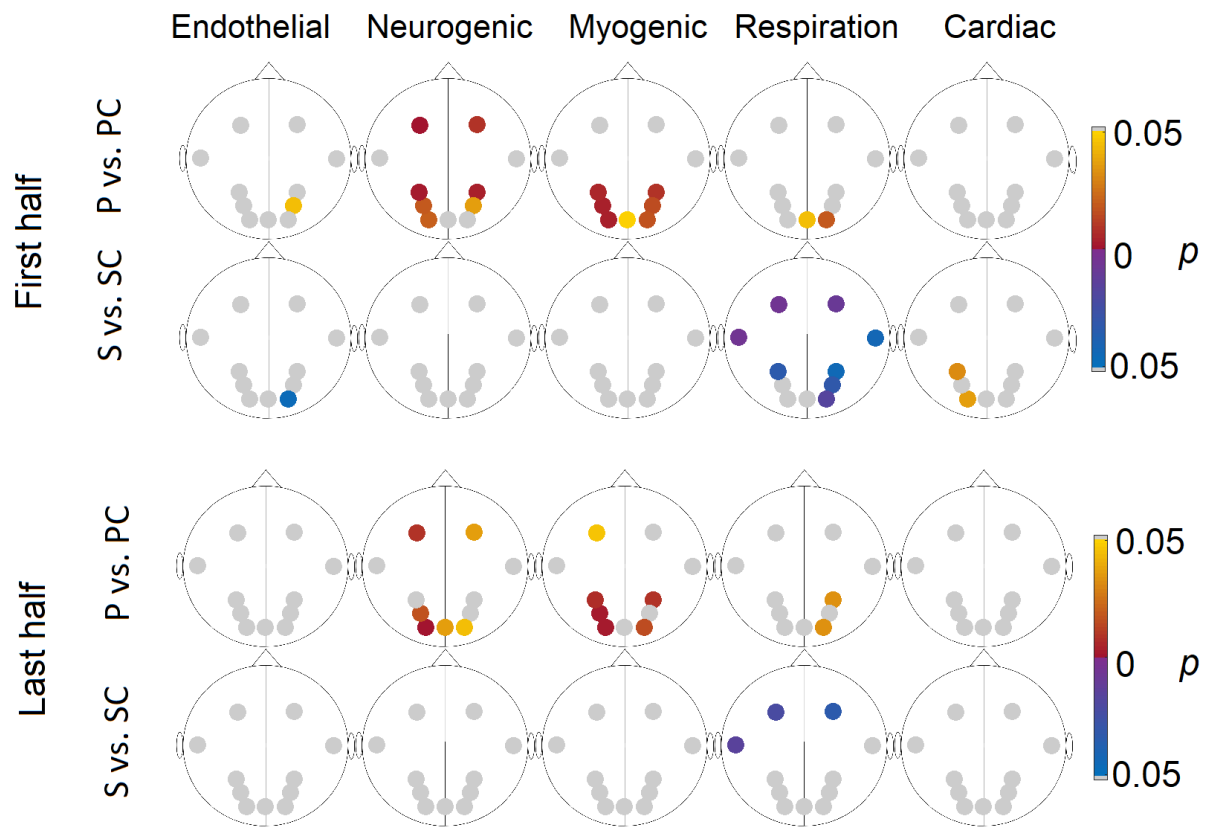 Endothelial Neurogenic Myogenic Respiration Cardiac
First half
P vs. PC
S vs. SC
0.05
0 p
0.05
Last half
P vs. PC
S vs. SC
0.05
0 p
0.05